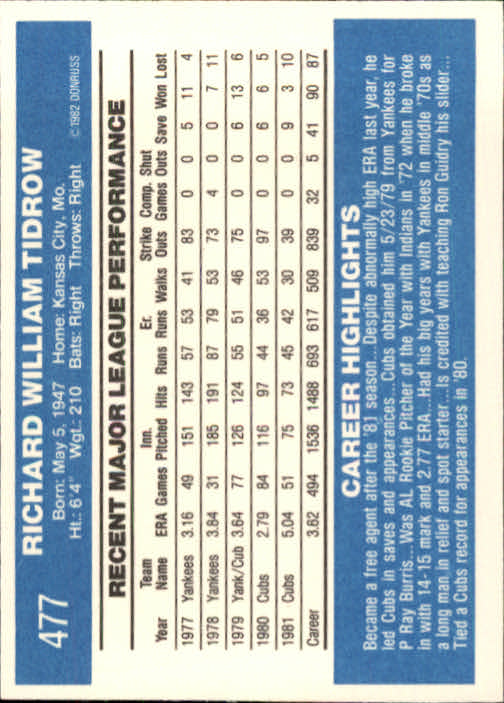 477
RICHARD WILLIAM TIDROW
Born: May 5, 1947 Home: Kansas City, Mo.
Ht.: 6'4" Wgt.: 210 Bats: Right Throws: Right
©1982 DONRUSS
RECENT MAJOR LEAGUE PERFORMANCE
Team Inn. Er. Strike Comp. Shut
Year Name ERA Games Pitched Hits Runs Runs Walks Outs Games Outs Save Won Lost
1977 Yankees 3.16 49 151 143 57 53 41 83 0 0 5 11 4
1978 Yankees 3.84 31 185 191 87 79 53 73 4 0 0 7 11
1979 Yank/Cub 3.64 77 126 124 55 51 46 75 0 0 6 13 6
1980 Cubs 2.79 84 116 97 44 36 53 97 0 0 6 6 5
1981 Cubs 5.04 51 75 73 45 42 30 39 0 0 9 3 10
Career 3.62 494 1536 1488 693 617 509 839 32 5 41 90 87
CAREER HIGHLIGHTS
Became a free agent after the '81 season...Despite abnormally high ERA last year, he
led Cubs in saves and appearances...Cubs obtained him 5/23/79 from Yankees for
P Ray Burris...Was AL Rookie Pitcher of the Year with Indians in '72 when he broke
in with 14-15 mark and 2.77 ERA...Had his big years with Yankees in middle '70s as
a long man in relief and spot starter...Is credited with teaching Ron Guidry his slider...
Tied a Cubs record for appearances in '80.